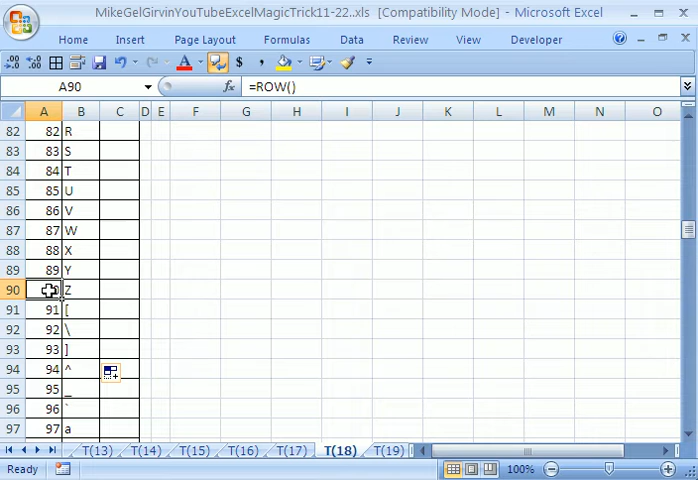 MikeGelGirvinYouTubeExcelMagicTrick11-22..xls [Compatibility Mode] - Microsoft Excel
Home Insert Page Layout Formulas Data Review View Developer
A90 fx =ROW()
A B C D E F G H I J K L M N O
82 82 R
83 83 S
84 84 T
85 85 U
86 86 V
87 87 W
88 88 X
89 89 Y
90 Z
91 91 [
92 92 \
93 93 ]
94 94 ^
95 95 _
96 96 `
97 97 a
T(13) T(14) T(15) T(16) T(17) T(18) T(19)
Ready 100%